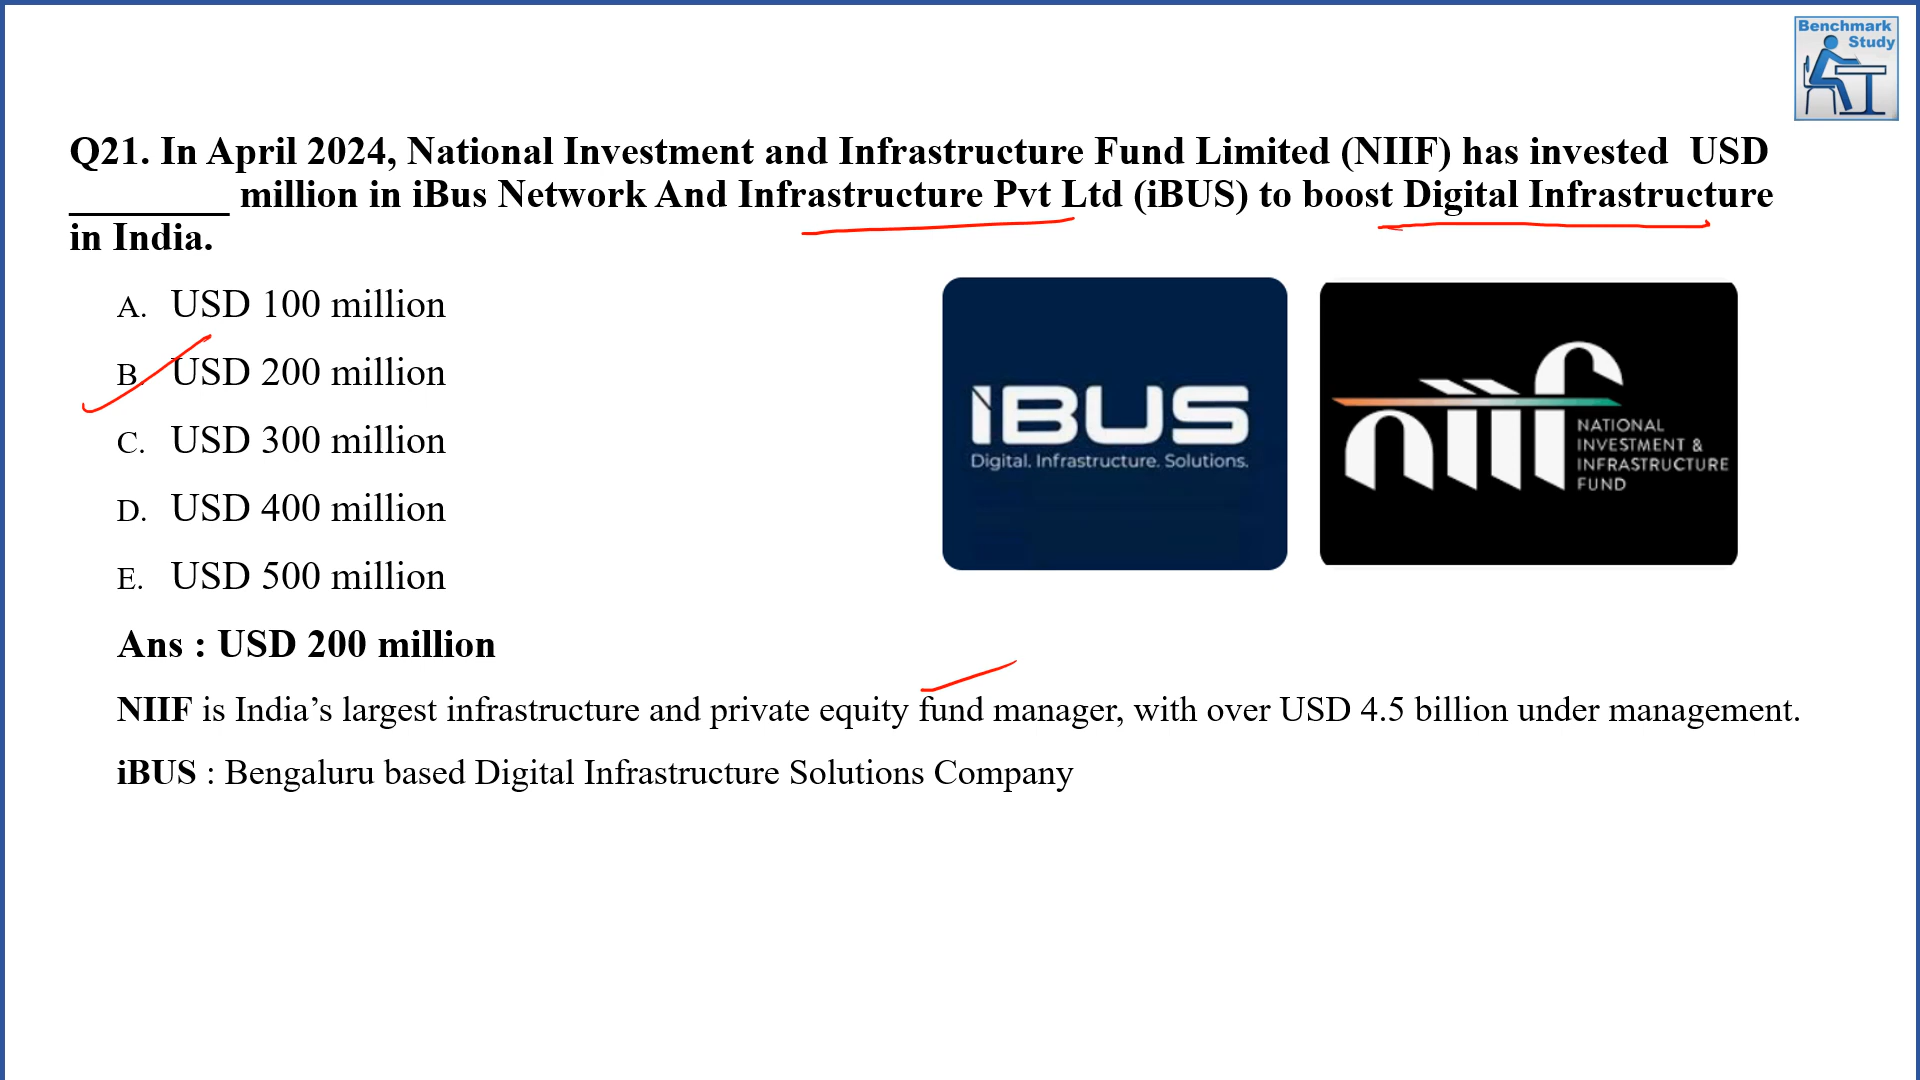 Benchmark
Study
Q21. In April 2024, National Investment and Infrastructure Fund Limited (NIIF) has invested USD
________ million in iBus Network And Infrastructure Pvt Ltd (iBUS) to boost Digital Infrastructure
in India.
A. USD 100 million
B. USD 200 million
C. USD 300 million
D. USD 400 million
E. USD 500 million
iBUS
Digital. Infrastructure. Solutions.
niif
NATIONAL
INVESTMENT &
INFRASTRUCTURE
FUND
Ans : USD 200 million
NIIF is India’s largest infrastructure and private equity fund manager, with over USD 4.5 billion under management.
iBUS : Bengaluru based Digital Infrastructure Solutions Company